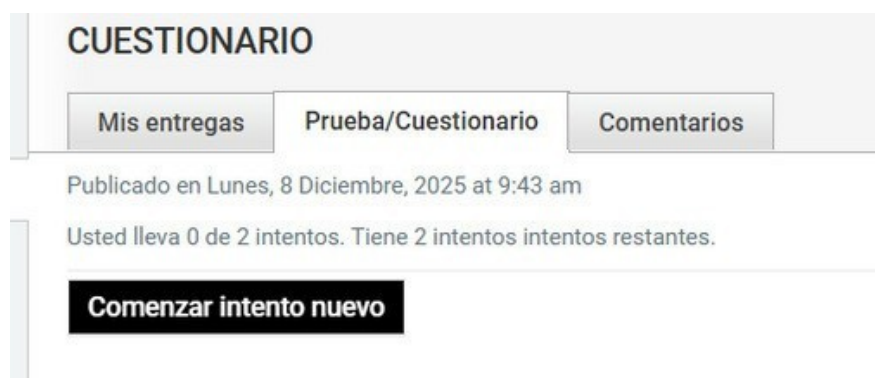 CUESTIONARIO
Mis entregas Prueba/Cuestionario Comentarios
Publicado en Lunes, 8 Diciembre, 2025 at 9:43 am
Usted lleva 0 de 2 intentos. Tiene 2 intentos intentos restantes.
Comenzar intento nuevo